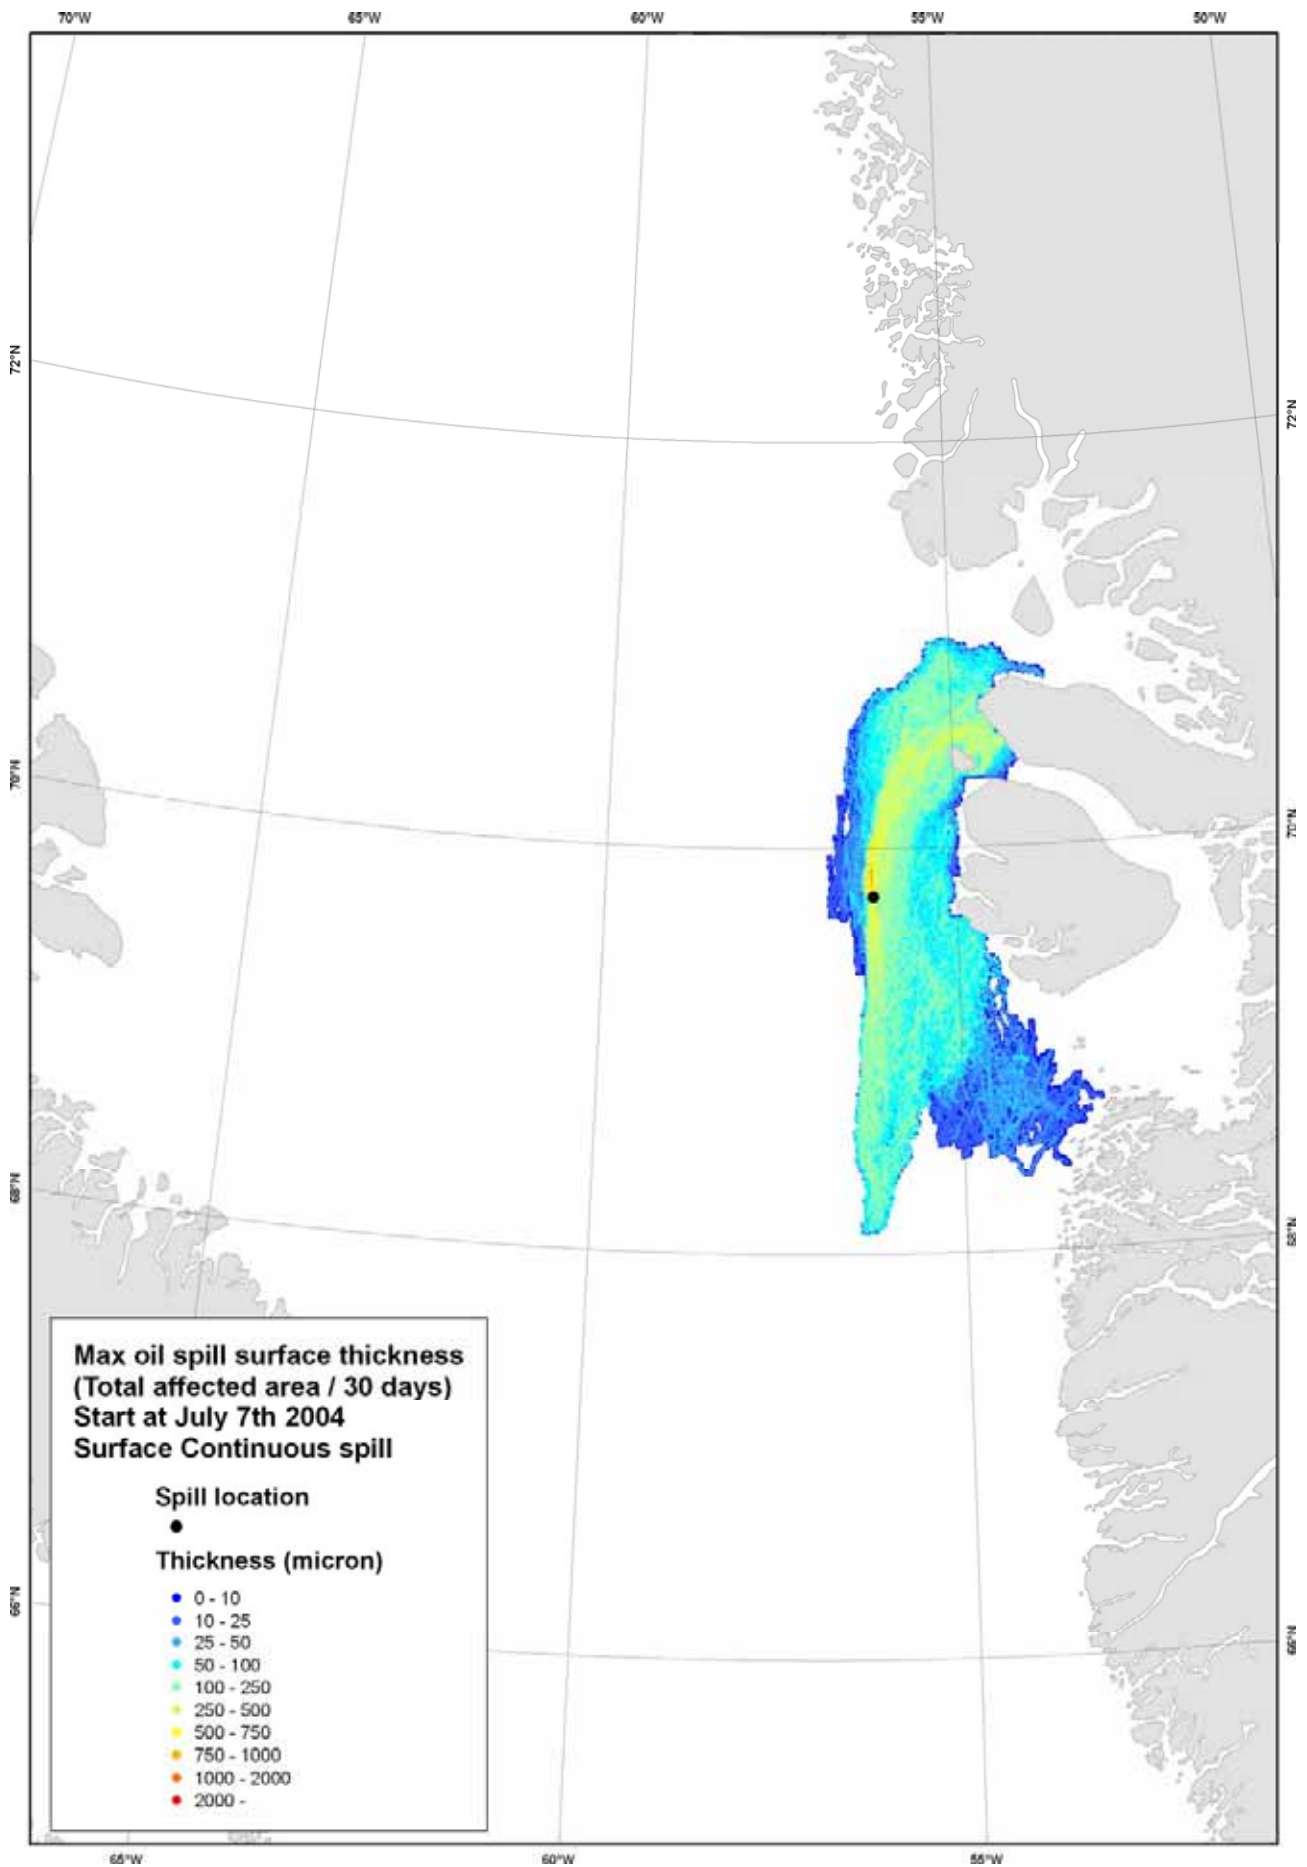 70°W 65°W 60°W 55°W 50°W
72°N
72°N
70°N
70°N
68°N
68°N
66°N
66°N
Max oil spill surface thickness
(Total affected area / 30 days)
Start at July 7th 2004
Surface Continuous spill
Spill location
Thickness (micron)
0 - 10
10 - 25
25 - 50
50 - 100
100 - 250
250 - 500
500 - 750
750 - 1000
1000 - 2000
2000 -
65°W 60°W 55°W